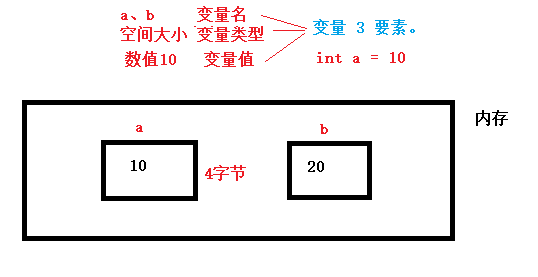 a、b 变量名
空间大小 变量类型 变量 3 要素。
数值10 变量值 int a = 10
内存
a b
10 4字节 20